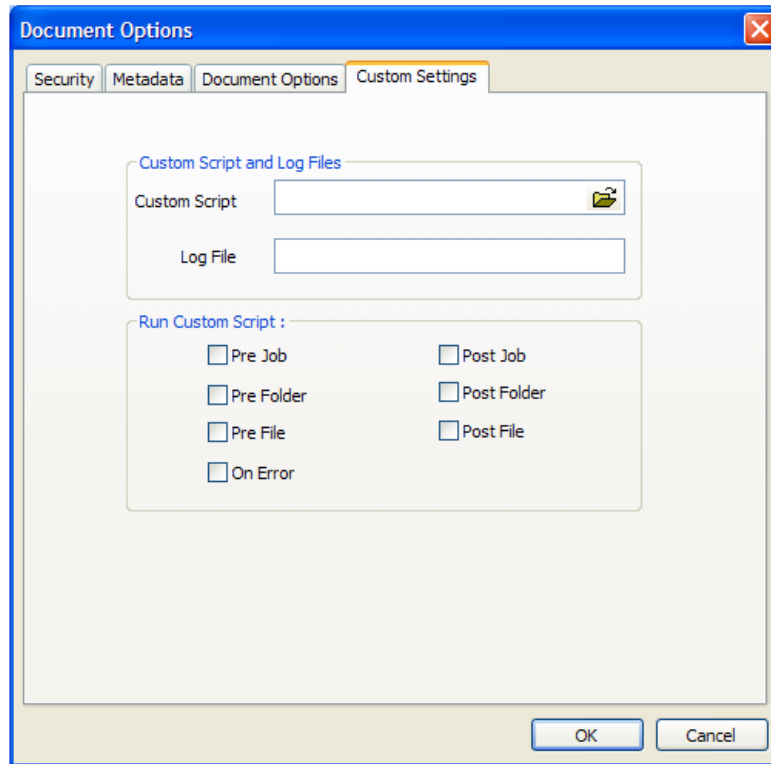 Document Options
Security Metadata Document Options Custom Settings
Custom Script and Log Files
Custom Script
Log File
Run Custom Script :
Pre Job Post Job
Pre Folder Post Folder
Pre File Post File
On Error
OK Cancel